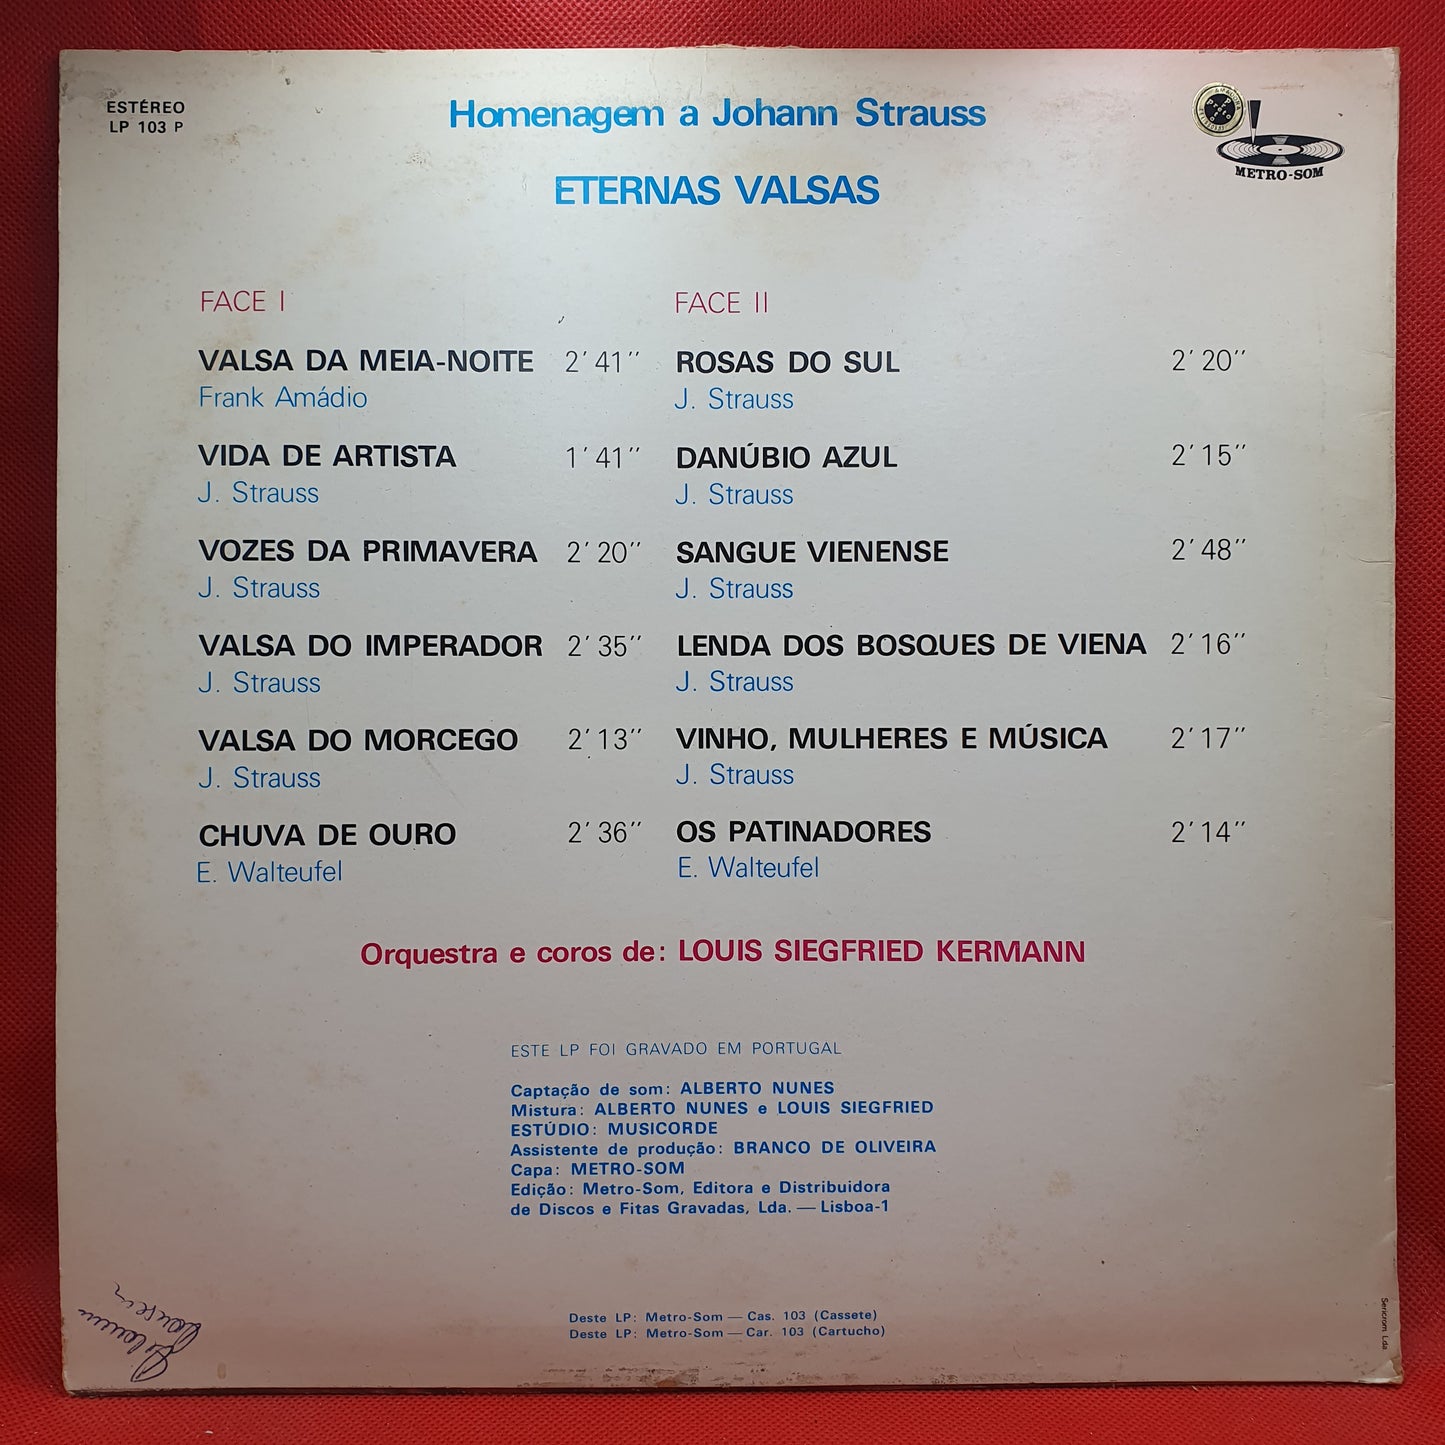 ESTÉREO
LP 103 P
Homenagem a Johann Strauss
ETERNAS VALSAS
METRO-SOM
FACE I
VALSA DA MEIA-NOITE 2' 41''
Frank Amádio
VIDA DE ARTISTA 1' 41''
J. Strauss
VOZES DA PRIMAVERA 2' 20''
J. Strauss
VALSA DO IMPERADOR 2' 35''
J. Strauss
VALSA DO MORCEGO 2' 13''
J. Strauss
CHUVA DE OURO 2' 36''
E. Walteufel
FACE II
ROSAS DO SUL 2' 20''
J. Strauss
DANÚBIO AZUL 2' 15''
J. Strauss
SANGUE VIENENSE 2' 48''
J. Strauss
LENDA DOS BOSQUES DE VIENA 2' 16''
J. Strauss
VINHO, MULHERES E MÚSICA 2' 17''
J. Strauss
OS PATINADORES 2' 14''
E. Walteufel
Orquestra e coros de: LOUIS SIEGFRIED KERMANN
ESTE LP FOI GRAVADO EM PORTUGAL
Captação de som: ALBERTO NUNES
Mistura: ALBERTO NUNES e LOUIS SIEGFRIED
ESTÚDIO: MUSICORDE
Assistente de produção: BRANCO DE OLIVEIRA
Capa: METRO-SOM
Edição: Metro-Som, Editora e Distribuidora
de Discos e Fitas Gravadas, Lda. — Lisboa-1
Deste LP: Metro-Som — Cas. 103 (Cassete)
Deste LP: Metro-Som — Car. 103 (Cartucho)
Sericrom Lda